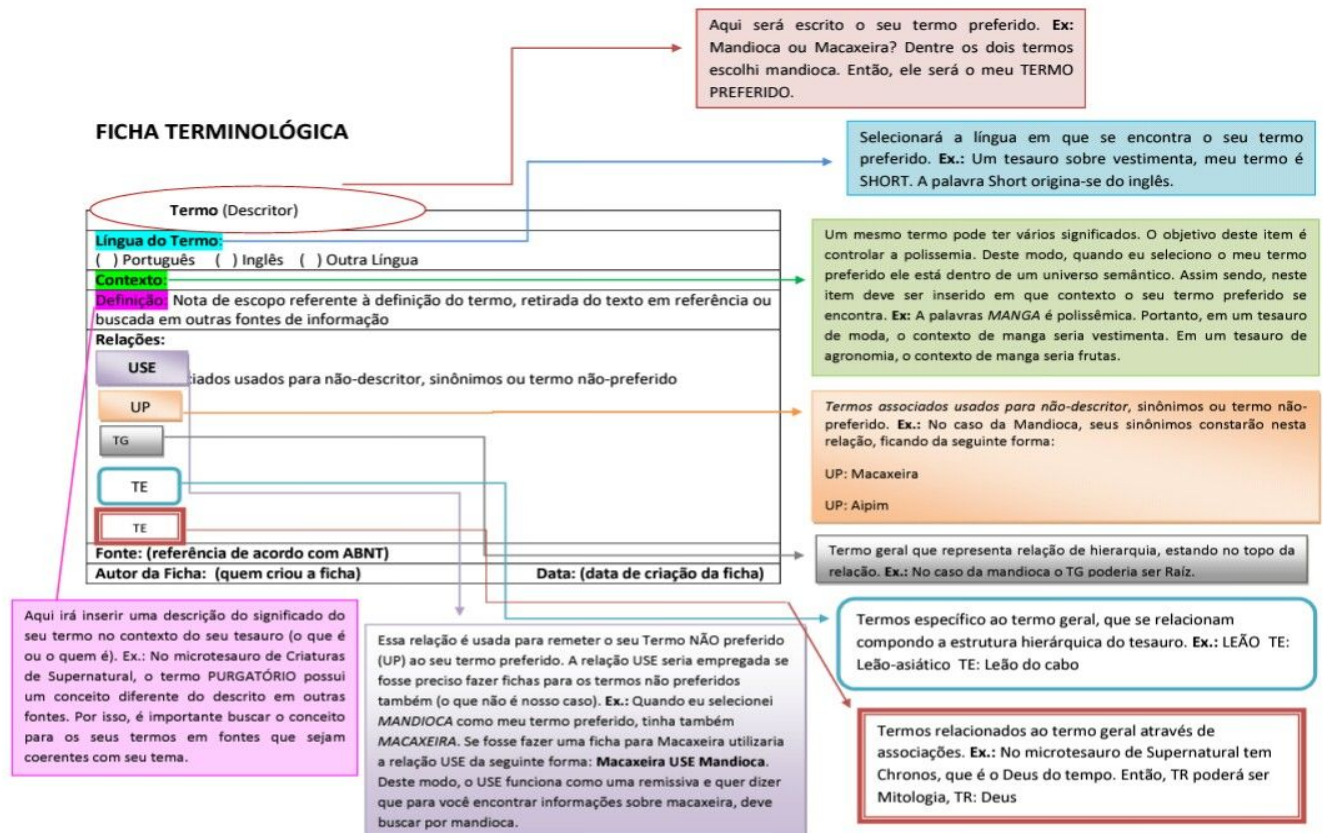 Aqui será escrito o seu termo preferido. Ex:
Mandioca ou Macaxeira? Dentre os dois termos
escolhi mandioca. Então, ele será o meu TERMO
PREFERIDO.
FICHA TERMINOLÓGICA
Selecionará a língua em que se encontra o seu termo
preferido. Ex.: Um tesauro sobre vestimenta, meu termo é
SHORT. A palavra Short origina-se do inglês.
Termo (Descritor)
Língua do Termo:
( ) Português ( ) Inglês ( ) Outra Língua
Contexto:
Definição: Nota de escopo referente à definição do termo, retirada do texto em referência ou
buscada em outras fontes de informação
Relações:
USE
iados usados para não-descritor, sinônimos ou termo não-preferido
UP
TG
TE
TE
Fonte: (referência de acordo com ABNT)
Autor da Ficha: (quem criou a ficha) Data: (data de criação da ficha)
Um mesmo termo pode ter vários significados. O objetivo deste item é
controlar a polissemia. Deste modo, quando eu seleciono o meu termo
preferido ele está dentro de um universo semântico. Assim sendo, neste
item deve ser inserido em que contexto o seu termo preferido se
encontra. Ex: A palavras MANGA é polissêmica. Portanto, em um tesauro
de moda, o contexto de manga seria vestimenta. Em um tesauro de
agronomia, o contexto de manga seria frutas.
Termos associados usados para não-descritor, sinônimos ou termo não-
preferido. Ex.: No caso da Mandioca, seus sinônimos constarão nesta
relação, ficando da seguinte forma:
UP: Macaxeira
UP: Aipim
Termo geral que representa relação de hierarquia, estando no topo da
relação. Ex.: No caso da mandioca o TG poderia ser Raíz.
Aqui irá inserir uma descrição do significado do
seu termo no contexto do seu tesauro (o que é
ou o quem é). Ex.: No microtesauro de Criaturas
de Supernatural, o termo PURGATÓRIO possui
um conceito diferente do descrito em outras
fontes. Por isso, é importante buscar o conceito
para os seus termos em fontes que sejam
coerentes com seu tema.
Essa relação é usada para remeter o seu Termo NÃO preferido
(UP) ao seu termo preferido. A relação USE seria empregada se
fosse preciso fazer fichas para os termos não preferidos
também (o que não é nosso caso). Ex.: Quando eu selecionei
MANDIOCA como meu termo preferido, tinha também
MACAXEIRA. Se fosse fazer uma ficha para Macaxeira utilizaria
a relação USE da seguinte forma: Macaxeira USE Mandioca.
Deste modo, o USE funciona como uma remissiva e quer dizer
que para você encontrar informações sobre macaxeira, deve
buscar por mandioca.
Termos específico ao termo geral, que se relacionam
compondo a estrutura hierárquica do tesauro. Ex.: LEÃO TE:
Leão-asiático TE: Leão do cabo
Termos relacionados ao termo geral através de
associações. Ex.: No microtesauro de Supernatural tem
Chronos, que é o Deus do tempo. Então, TR poderá ser
Mitologia, TR: Deus